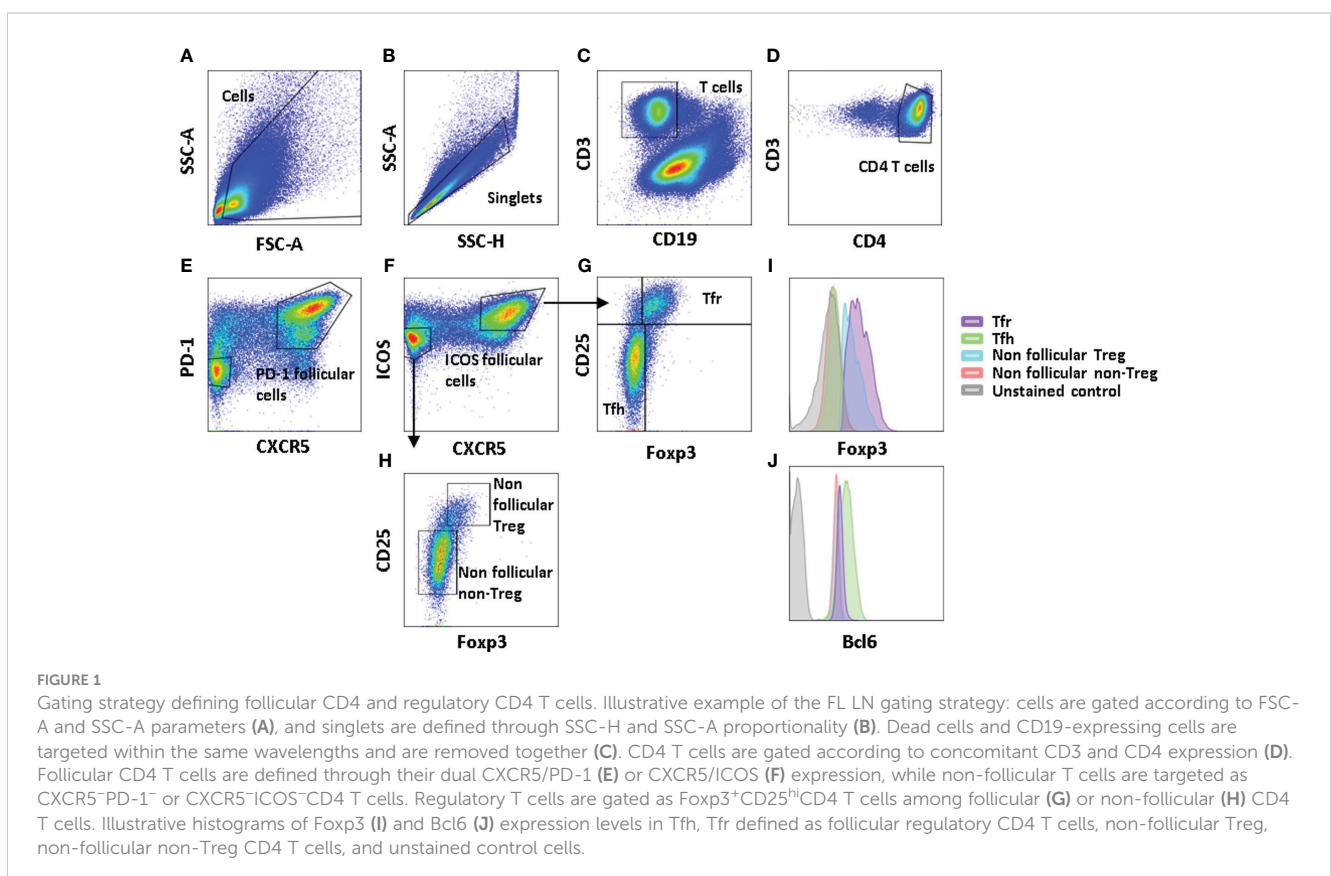 A
B
C
D
Cells
SSC-A
FSC-A
Singlets
SSC-A
SSC-H
T cells
CD3
CD19
CD4 T cells
CD3
CD4
E
F
G
I
PD-1 follicular
cells
PD-1
CXCR5
ICOS follicular
cells
ICOS
CXCR5
Tfr
Tfh
CD25
Foxp3
Foxp3
Tfr
Tfh
Non follicular Treg
Non follicular non-Treg
Unstained control
H
J
Non
follicular
Treg
Non follicular
non-Treg
CD25
Foxp3
Bcl6
FIGURE 1
Gating strategy defining follicular CD4 and regulatory CD4 T cells. Illustrative example of the FL LN gating strategy: cells are gated according to FSC-
A and SSC-A parameters (A), and singlets are defined through SSC-H and SSC-A proportionality (B). Dead cells and CD19-expressing cells are
targeted within the same wavelengths and are removed together (C). CD4 T cells are gated according to concomitant CD3 and CD4 expression (D).
Follicular CD4 T cells are defined through their dual CXCR5/PD-1 (E) or CXCR5/ICOS (F) expression, while non-follicular T cells are targeted as
CXCR5⁻PD-1⁻ or CXCR5⁻ICOS⁻CD4 T cells. Regulatory T cells are gated as Foxp3⁺CD25ʰⁱCD4 T cells among follicular (G) or non-follicular (H) CD4
T cells. Illustrative histograms of Foxp3 (I) and Bcl6 (J) expression levels in Tfh, Tfr defined as follicular regulatory CD4 T cells, non-follicular Treg,
non-follicular non-Treg CD4 T cells, and unstained control cells.